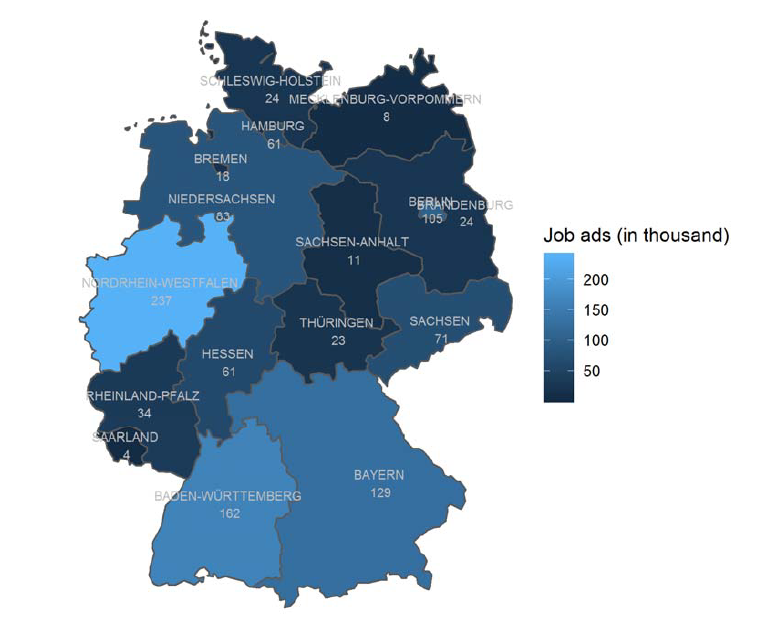 SCHLESWIG-HOLSTEIN
24
MECKLENBURG-VORPOMMERN
8
HAMBURG
61
BREMEN
18
NIEDERSACHSEN
83
BERLIN
105
BRANDENBURG
24
Job ads (in thousand)
200
150
100
50
SACHSEN-ANHALT
11
NORDRHEIN-WESTFALEN
237
THÜRINGEN
23
SACHSEN
71
HESSEN
61
RHEINLAND-PFALZ
34
SAARLAND
4
BAYERN
129
BADEN-WÜRTTEMBERG
162